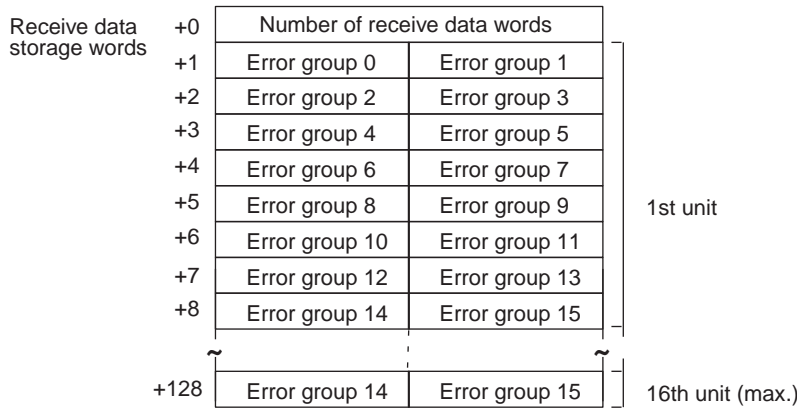 Receive data
storage words
+0 Number of receive data words
+1 Error group 0 Error group 1
+2 Error group 2 Error group 3
+3 Error group 4 Error group 5
+4 Error group 6 Error group 7
+5 Error group 8 Error group 9
1st unit
+6 Error group 10 Error group 11
+7 Error group 12 Error group 13
+8 Error group 14 Error group 15
~ ~
+128 Error group 14 Error group 15 16th unit (max.)